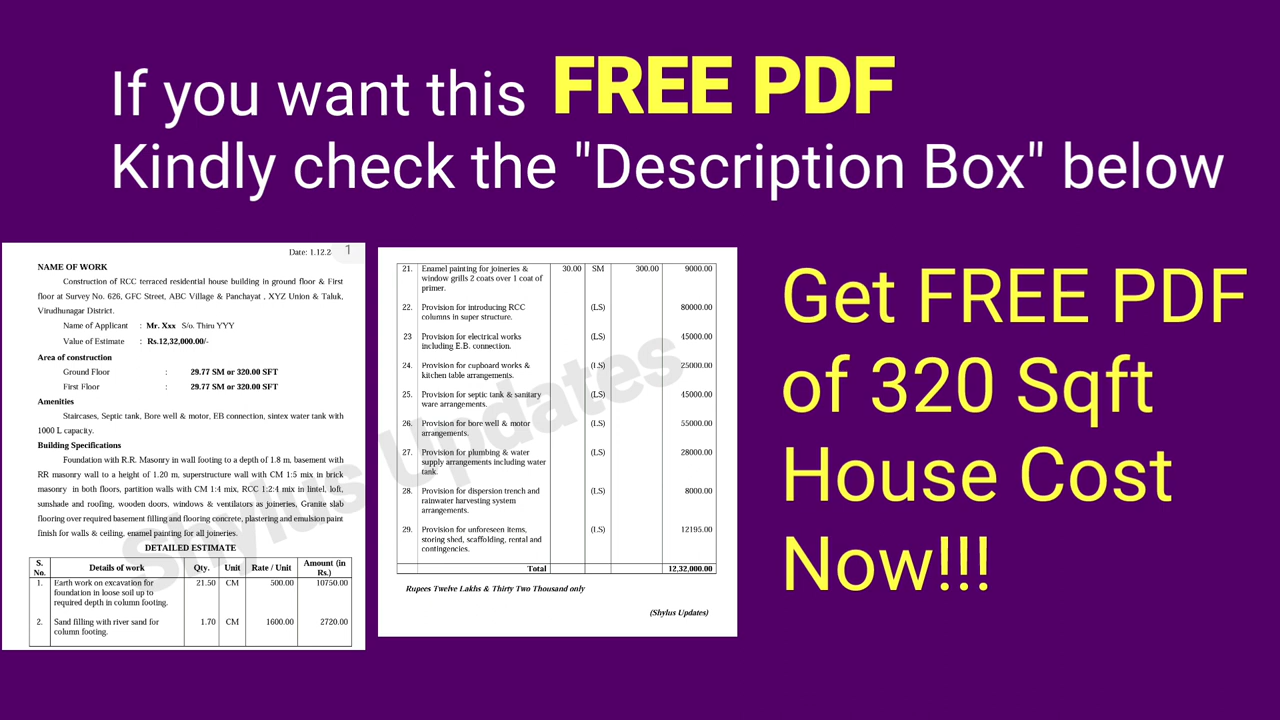 If you want this FREE PDF
Kindly check the "Description Box" below
Date: 1.12.2 1
NAME OF WORK
Construction of RCC terraced residential house building in ground floor & First
floor at Survey No. 626, GFC Street, ABC Village & Panchayat , XYZ Union & Taluk,
Virudhunagar District.
Name of Applicant : Mr. Xxx S/o. Thiru YYY
Value of Estimate : Rs.12,32,000.00/-
Area of construction
Ground Floor : 29.77 SM or 320.00 SFT
First Floor : 29.77 SM or 320.00 SFT
Amenities
Staircases, Septic tank, Bore well & motor, EB connection, sintex water tank with
1000 L capacity.
Building Specifications
Foundation with R.R. Masonry in wall footing to a depth of 1.8 m, basement with
RR masonry wall to a height of 1.20 m, superstructure wall with CM 1:5 mix in brick
masonry in both floors, partition walls with CM 1:4 mix, RCC 1:2:4 mix in lintel, loft,
sunshade and roofing, wooden doors, windows & ventilators as joineries, Granite slab
flooring over required basement filling and flooring concrete, plastering and emulsion paint
finish for walls & ceiling, enamel painting for all joineries.
DETAILED ESTIMATE
S. No. Details of work Qty. Unit Rate / Unit Amount (in Rs.)
1. Earth work on excavation for 21.50 CM 500.00 10750.00
foundation in loose soil up to
required depth in column footing.
2. Sand filling with river sand for 1.70 CM 1600.00 2720.00
column footing.
21. Enamel painting for joineries & 30.00 SM 300.00 9000.00
window grills 2 coats over 1 coat of
primer.
22. Provision for introducing RCC (LS) 80000.00
columns in super structure.
23 Provision for electrical works (LS) 45000.00
including E.B. connection.
24. Provision for cupboard works & (LS) 25000.00
kitchen table arrangements.
25. Provision for septic tank & sanitary (LS) 45000.00
ware arrangements.
26. Provision for bore well & motor (LS) 55000.00
arrangements.
27. Provision for plumbing & water (LS) 28000.00
supply arrangements including water
tank.
28. Provision for dispersion trench and (LS) 8000.00
rainwater harvesting system
arrangements.
29. Provision for unforeseen items, (LS) 12195.00
storing shed, scaffolding, rental and
contingencies.
Total 12,32,000.00
Rupees Twelve Lakhs & Thirty Two Thousand only
(Shylus Updates)
Shylus Updates
Get FREE PDF
of 320 Sqft
House Cost
Now!!!